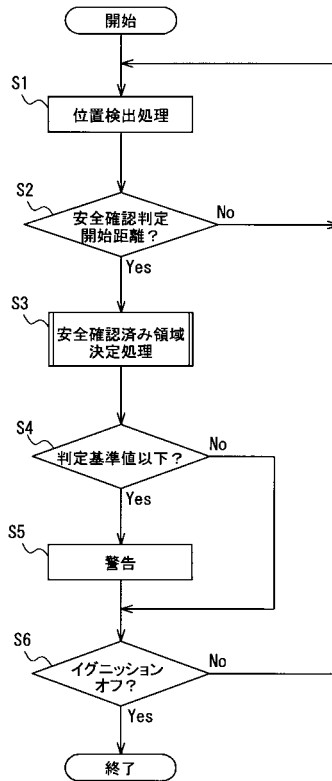 開始
S1
位置検出処理
S2
安全確認判定
開始距離?
No
Yes
S3
安全確認済み領域
決定処理
S4
判定基準値以下?
No
Yes
S5
警告
S6
イグニッション
オフ?
No
Yes
終了